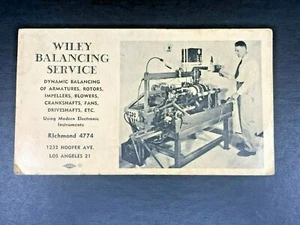 WILEY
BALANCING
SERVICE
DYNAMIC BALANCING
OF ARMATURES, ROTORS,
IMPELLERS, BLOWERS,
CRANKSHAFTS, FANS,
DRIVESHAFTS, ETC.
Using Modern Electronic
Instruments
Richmond 4774
1232 HOOPER AVE.
LOS ANGELES 21